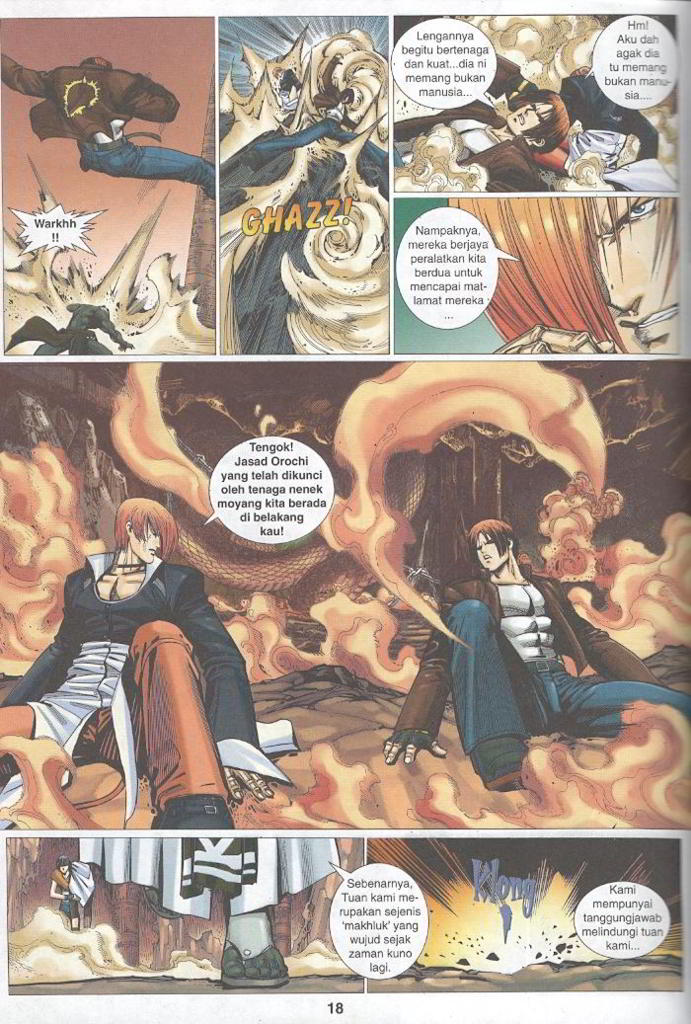 Warkhh
!!
GHAZZ!
Lengannya
begitu bertenaga
dan kuat...dia ni
memang bukan
manusia...
Hm!
Aku dah
agak dia
tu memang
bukan manu-
sia....
Nampaknya,
mereka berjaya
peralatkan kita
berdua untuk
mencapai mat-
lamat mereka
...
Tengok!
Jasad Orochi
yang telah dikunci
oleh tenaga nenek
moyang kita berada
di belakang
kau!
Sebenarnya,
Tuan kami me-
rupakan sejenis
‘makhluk’ yang
wujud sejak
zaman kuno
lagi.
Klong
!
Kami
mempunyai
tanggungjawab
melindungi tuan
kami...
18